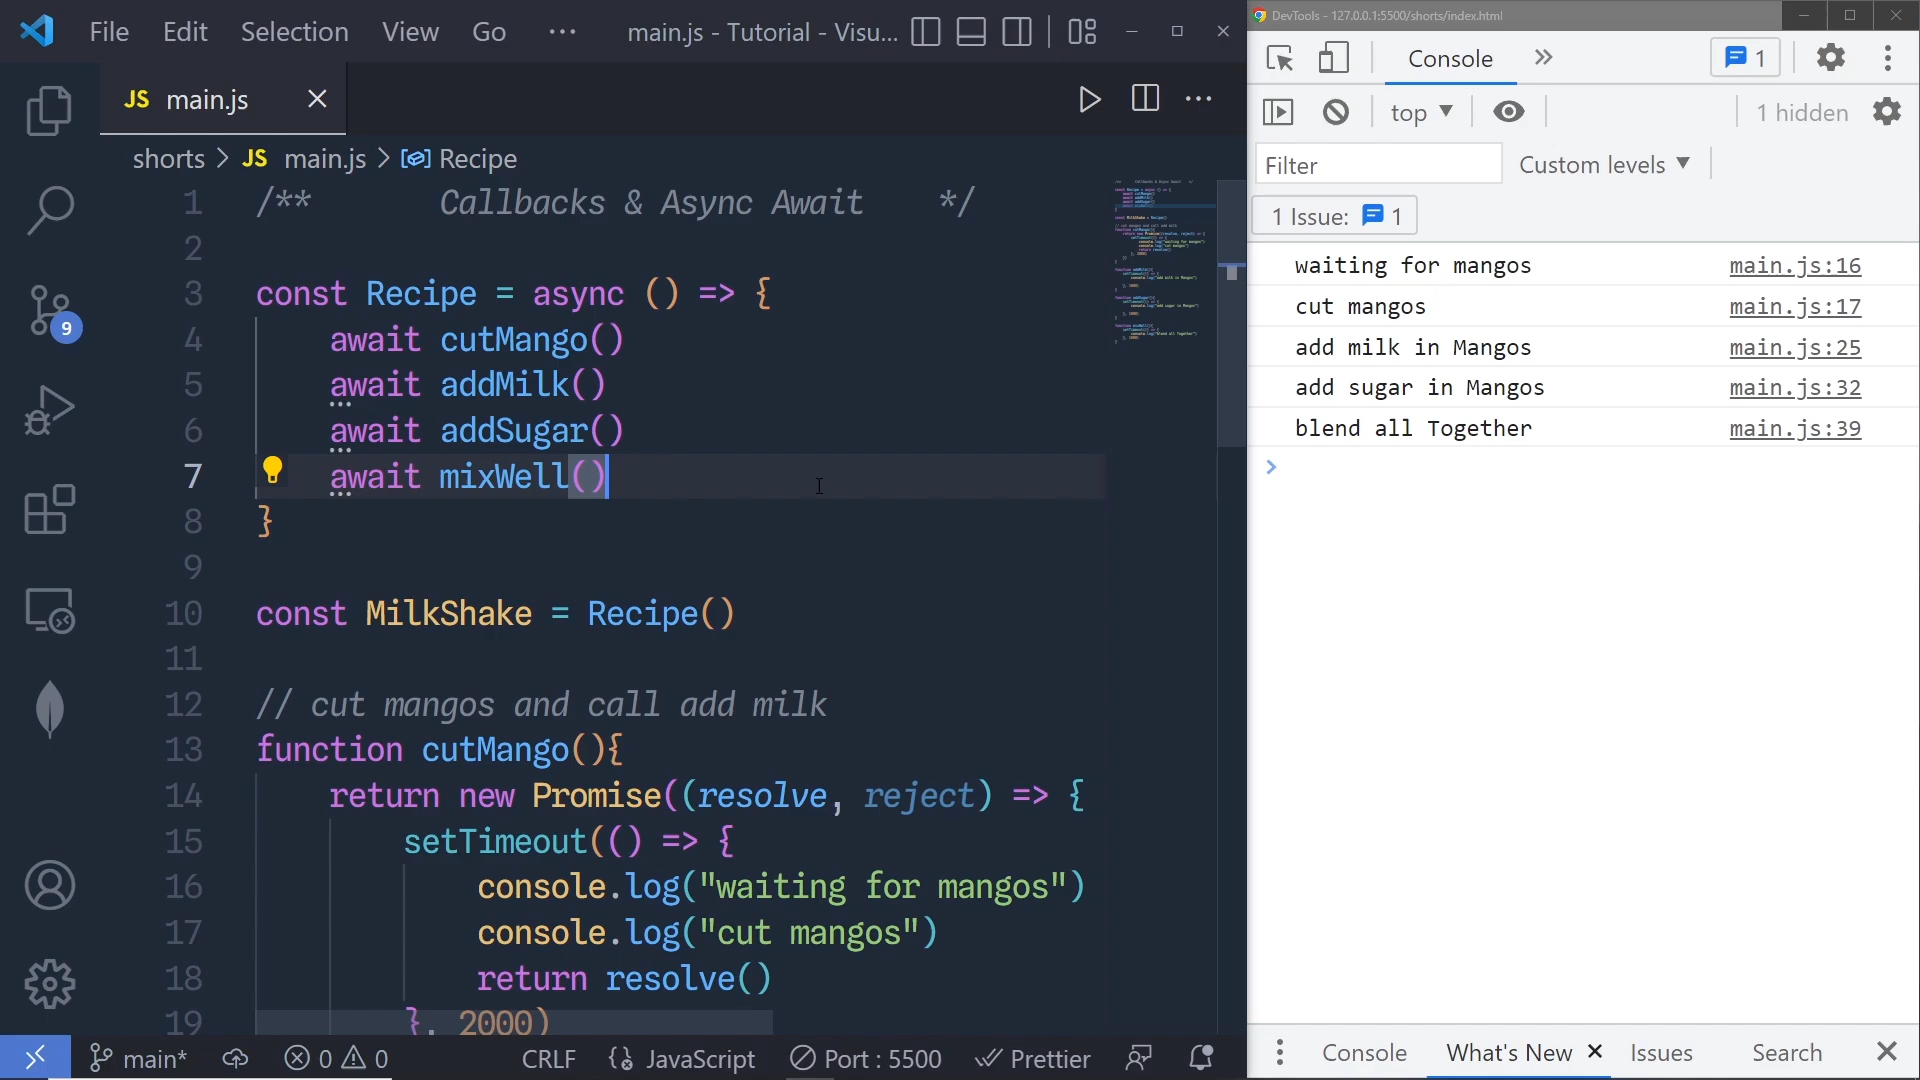 File Edit Selection View Go ··· main.js - Tutorial - Visu...
JS main.js
shorts > JS main.js > Recipe
1 /** Callbacks & Async Await */
2
3 const Recipe = async () => {
4 await cutMango()
5 await addMilk()
6 await addSugar()
7 await mixWell()
8 }
9
10 const MilkShake = Recipe()
11
12 // cut mangos and call add milk
13 function cutMango(){
14 return new Promise((resolve, reject) => {
15 setTimeout(() => {
16 console.log("waiting for mangos")
17 console.log("cut mangos")
18 return resolve()
19 }, 2000)
9
main* 0 0 CRLF {} JavaScript Port : 5500 Prettier
DevTools - 127.0.0.1:5500/shorts/index.html
Console » 1
top 1 hidden
Filter Custom levels
1 Issue: 1
waiting for mangos main.js:16
cut mangos main.js:17
add milk in Mangos main.js:25
add sugar in Mangos main.js:32
blend all Together main.js:39
>
Console What's New Issues Search